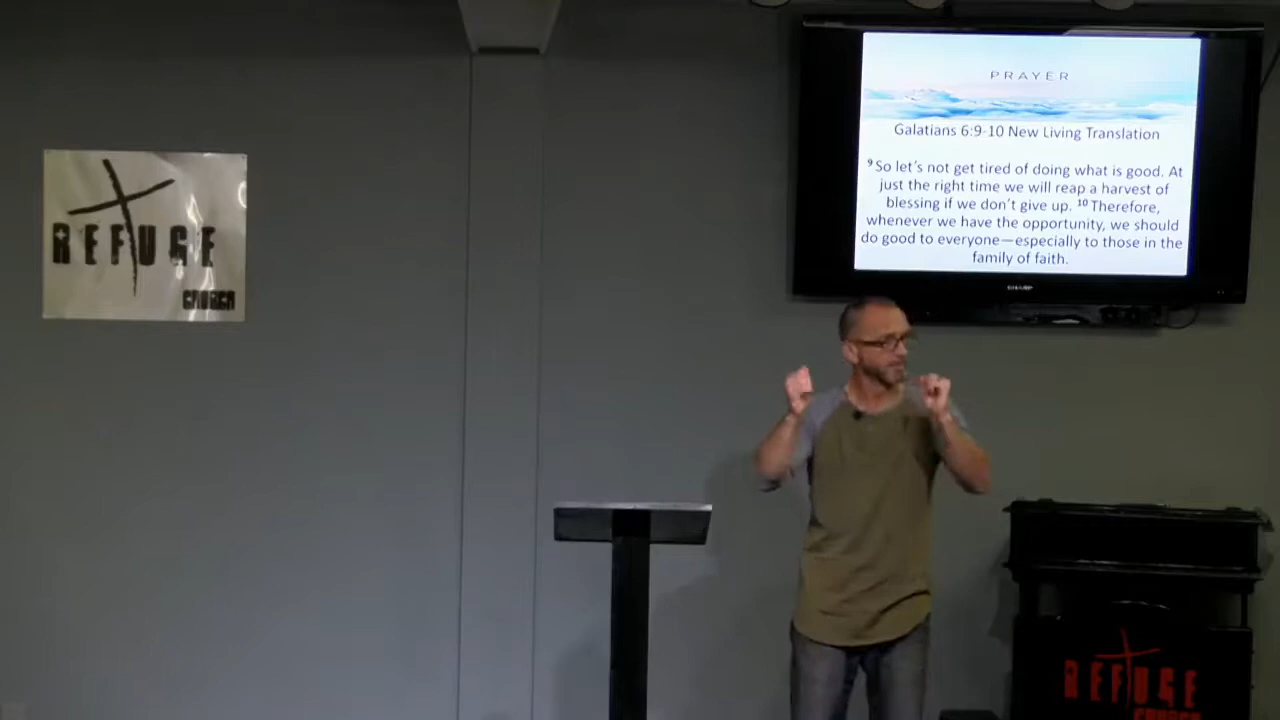 REFUGE
CHURCH
PRAYER
Galatians 6:9-10 New Living Translation
9 So let's not get tired of doing what is good. At
just the right time we will reap a harvest of
blessing if we don't give up. 10 Therefore,
whenever we have the opportunity, we should
do good to everyone—especially to those in the
family of faith.
SHARP
REFUGE
CHURCH